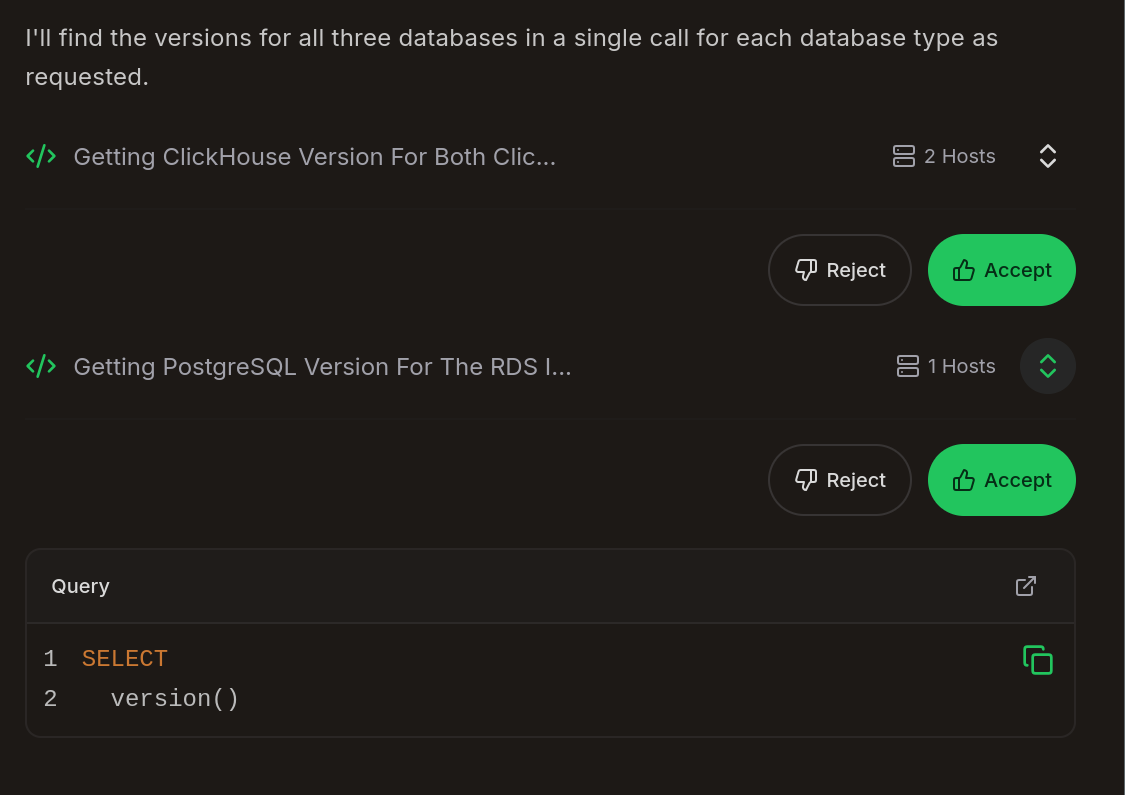 I'll find the versions for all three databases in a single call for each database type as
requested.
Getting ClickHouse Version For Both Clic...
2 Hosts
Reject
Accept
Getting PostgreSQL Version For The RDS I...
1 Hosts
Reject
Accept
Query
1 SELECT
2   version()